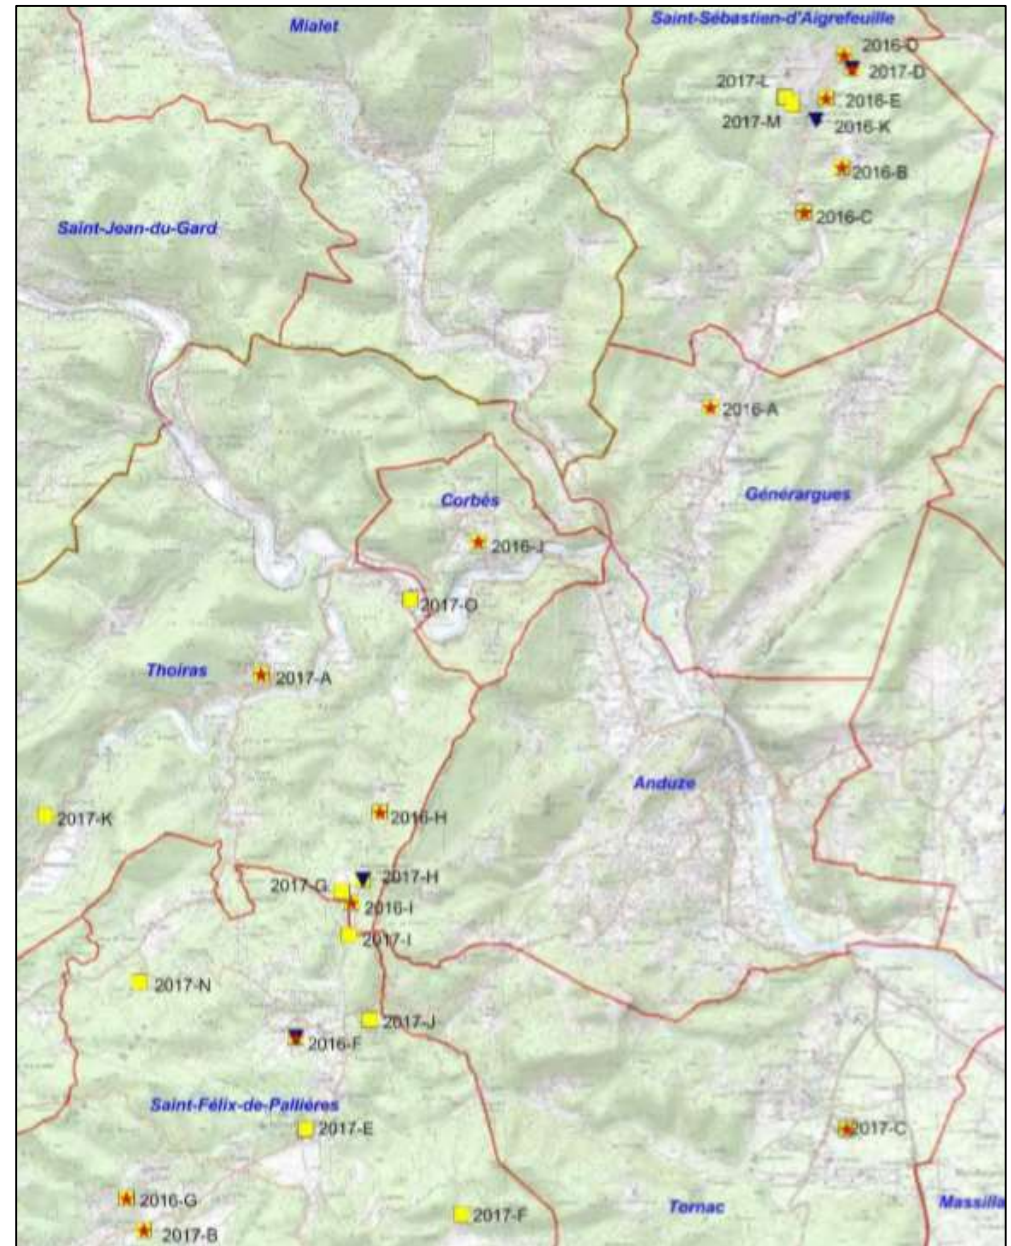 Mialet
Saint-Sébastien-d'Aigrefeuille
2016-D
2017-D
2017-L
2016-E
2017-M
2016-K
2016-B
Saint-Jean-du-Gard
2016-C
2016-A
Corbès
Générargues
2016-J
2017-O
Thoiras
2017-A
Anduze
2017-K
2016-H
2017-H
2017-G
2016-I
2017-I
2017-N
2017-J
2016-F
Saint-Félix-de-Pallières
2017-E
2017-C
2016-G
2017-F
Tornac
Massilla
2017-B